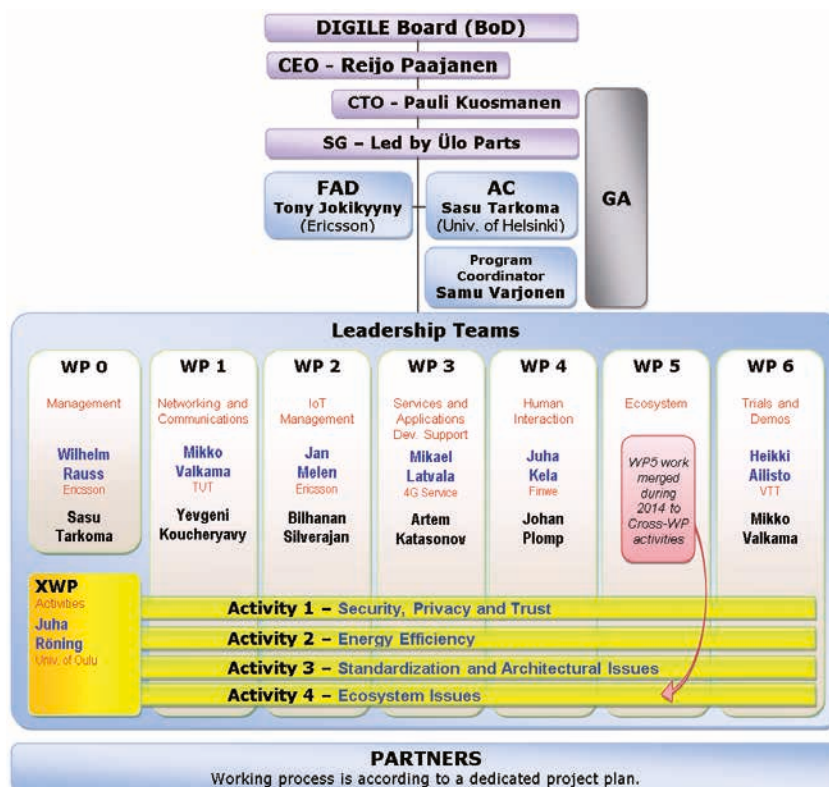 DIGILE Board (BoD)
CEO - Reijo Paajanen
CTO - Pauli Kuosmanen
SG – Led by Ülo Parts
GA
FAD
Tony Jokikyyny
(Ericsson)
AC
Sasu Tarkoma
(Univ. of Helsinki)
Program
Coordinator
Samu Varjonen
Leadership Teams
WP 0
Management
Wilhelm
Rauss
Ericsson
Sasu
Tarkoma
WP 1
Networking and
Communications
Mikko
Valkama
TUT
Yevgeni
Koucheryavy
WP 2
IoT
Management
Jan
Melen
Ericsson
Bilhanan
Silverajan
WP 3
Services and
Applications
Dev. Support
Mikael
Latvala
4G Service
Artem
Katasonov
WP 4
Human
Interaction
Juha
Kela
Finwe
Johan
Plomp
WP 5
Ecosystem
WP5 work
merged
during
2014 to
Cross-WP
activities
WP 6
Trials and
Demos
Heikki
Ailisto
VTT
Mikko
Valkama
XWP
Activities
Juha
Röning
Univ. of Oulu
Activity 1 – Security, Privacy and Trust
Activity 2 – Energy Efficiency
Activity 3 – Standardization and Architectural Issues
Activity 4 – Ecosystem Issues
PARTNERS
Working process is according to a dedicated project plan.